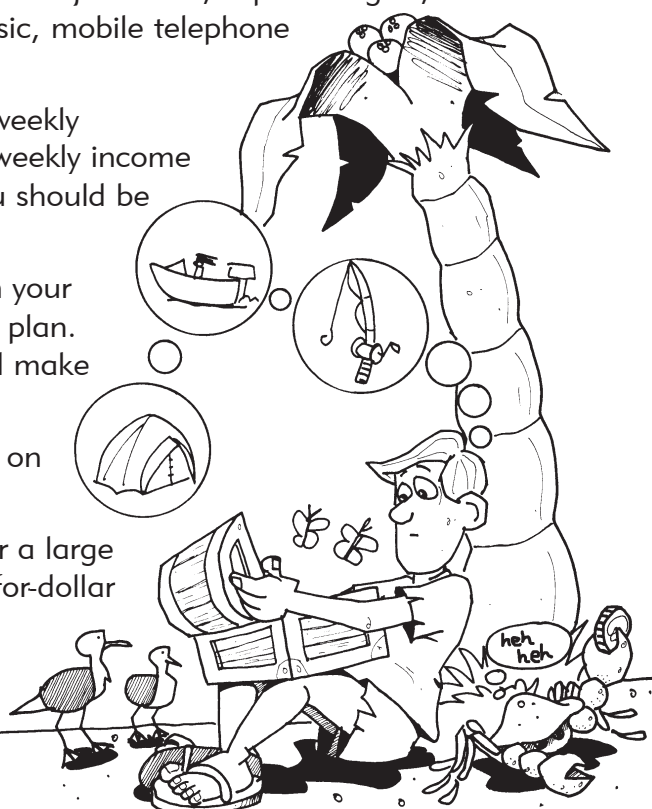 sic, mobile telephone
weekly
weekly income
u should be
your
plan.
make
on
r a large
for-dollar
heh
heh